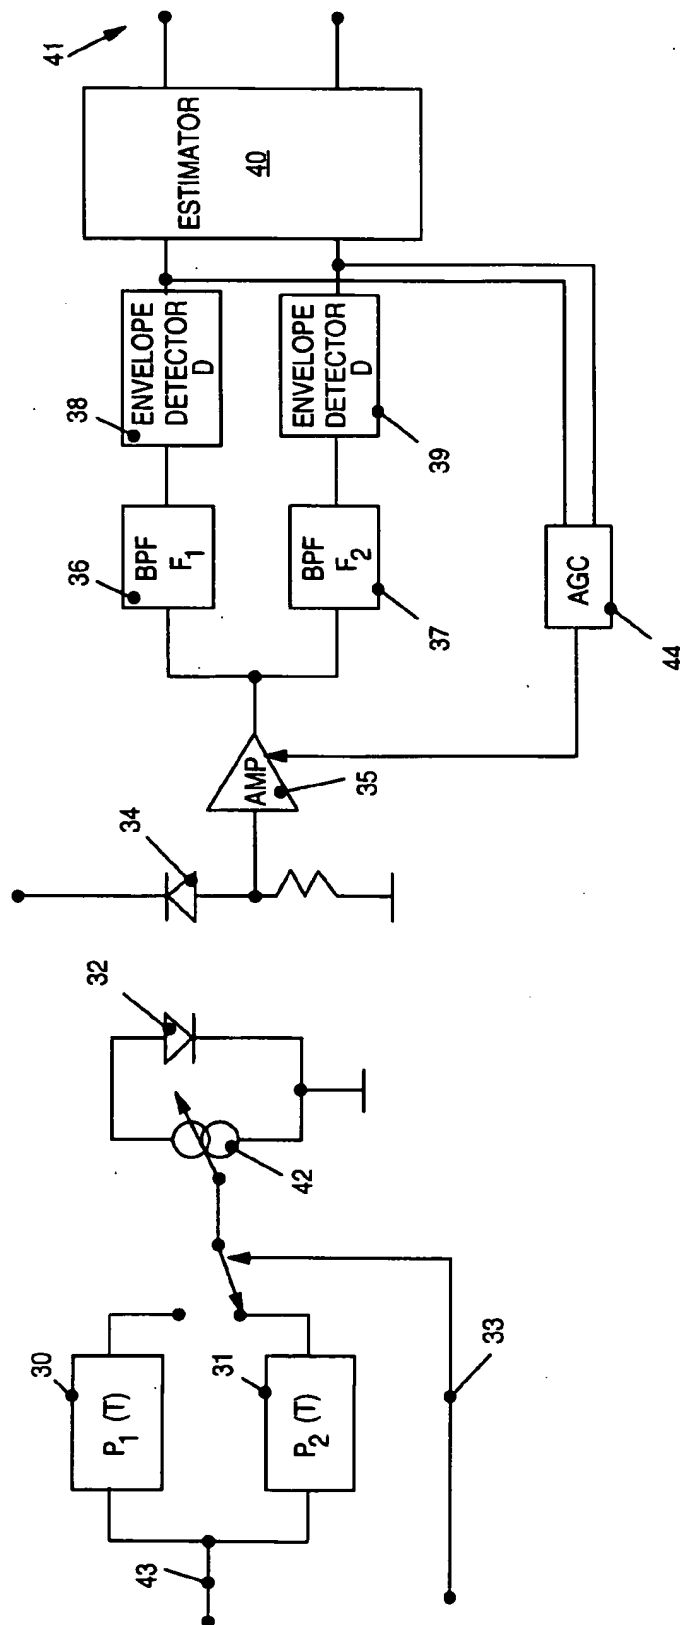 43
30
P1 (T)
31
P2 (T)
33
42
32
34
AMP
35
36
BPF
F1
BPF
F2
37
38
ENVELOPE
DETECTOR
D
ENVELOPE
DETECTOR
D
39
AGC
44
ESTIMATOR
40
41